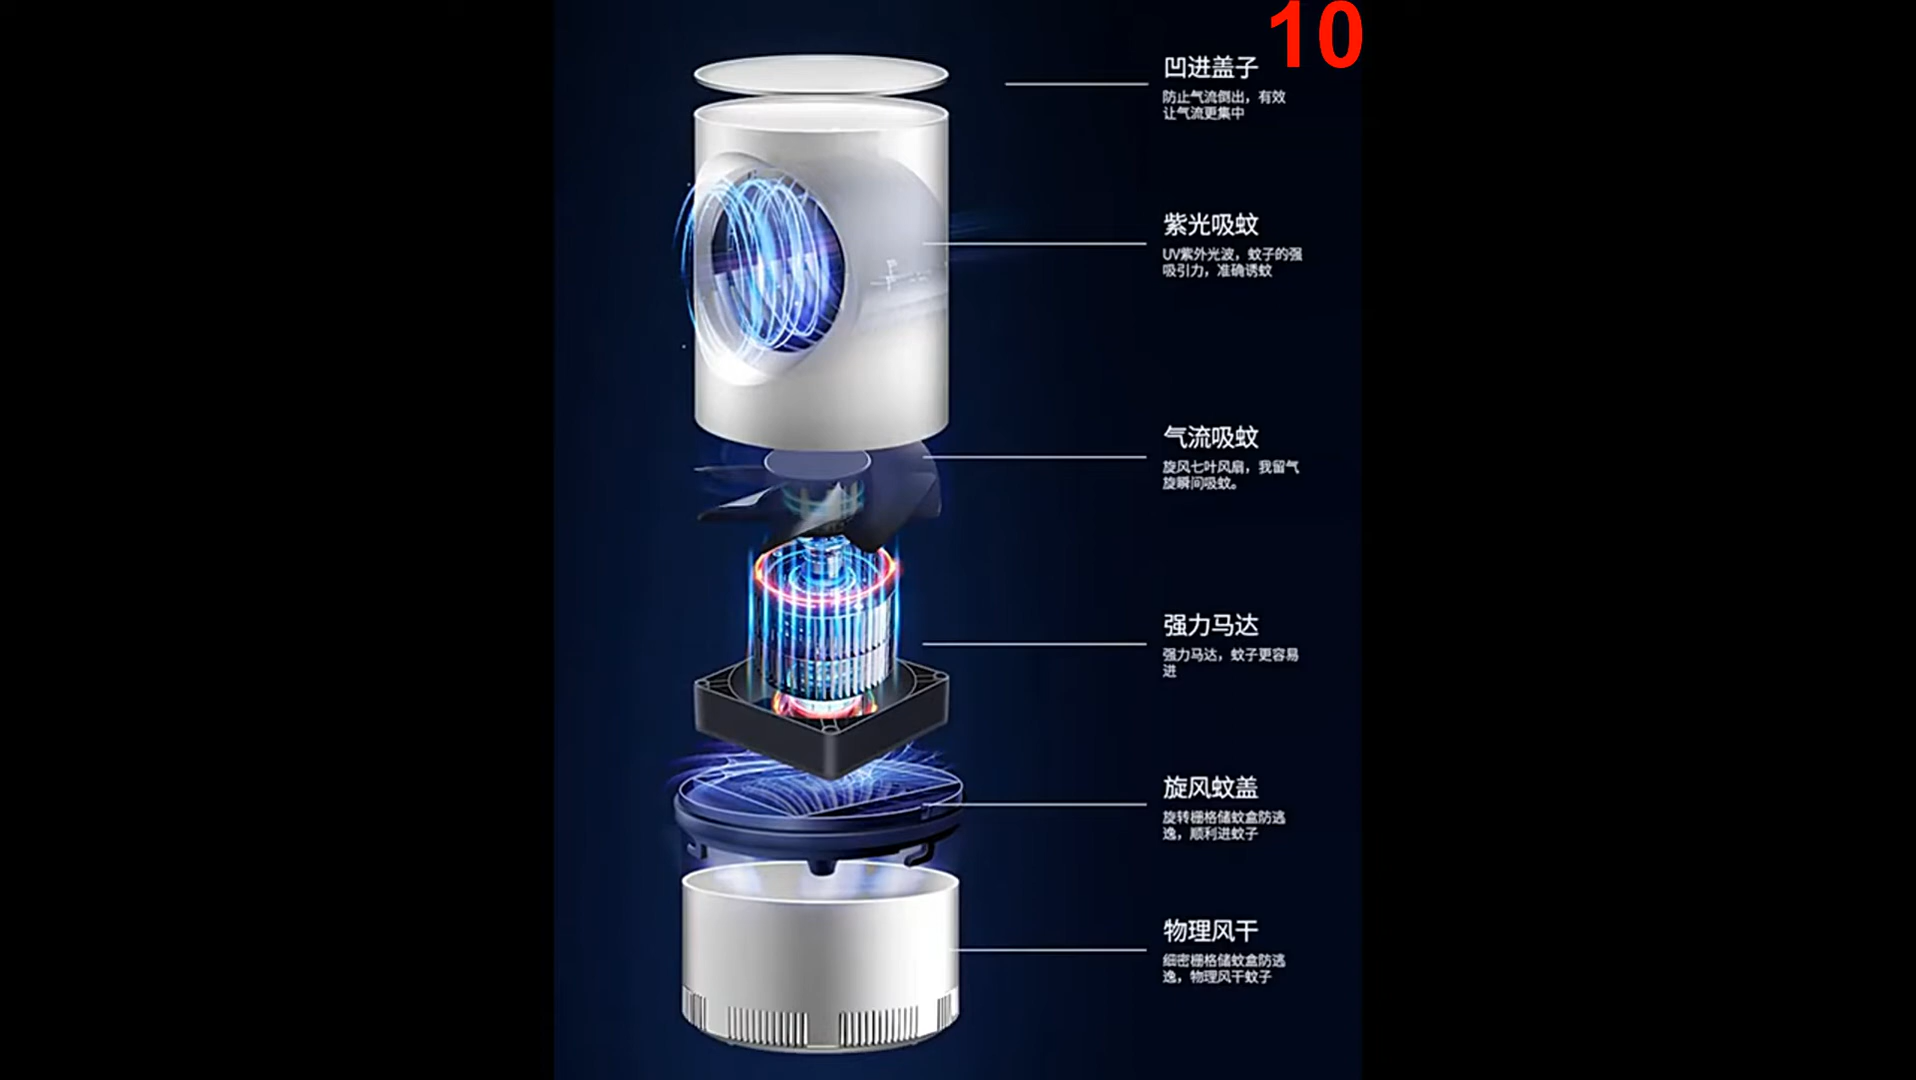 10
凹进盖子
防止气流倒出，有效
让气流更集中
紫光吸蚊
UV紫外光波，蚊子的强
吸引力，准确诱蚊
气流吸蚊
旋风七叶风扇，我留气
旋瞬间吸蚊。
强力马达
强力马达，蚊子更容易
进
旋风蚊盖
旋转栅格储蚊盒防逃
逸，顺利进蚊子
物理风干
细密栅格储蚊盒防逃
逸，物理风干蚊子